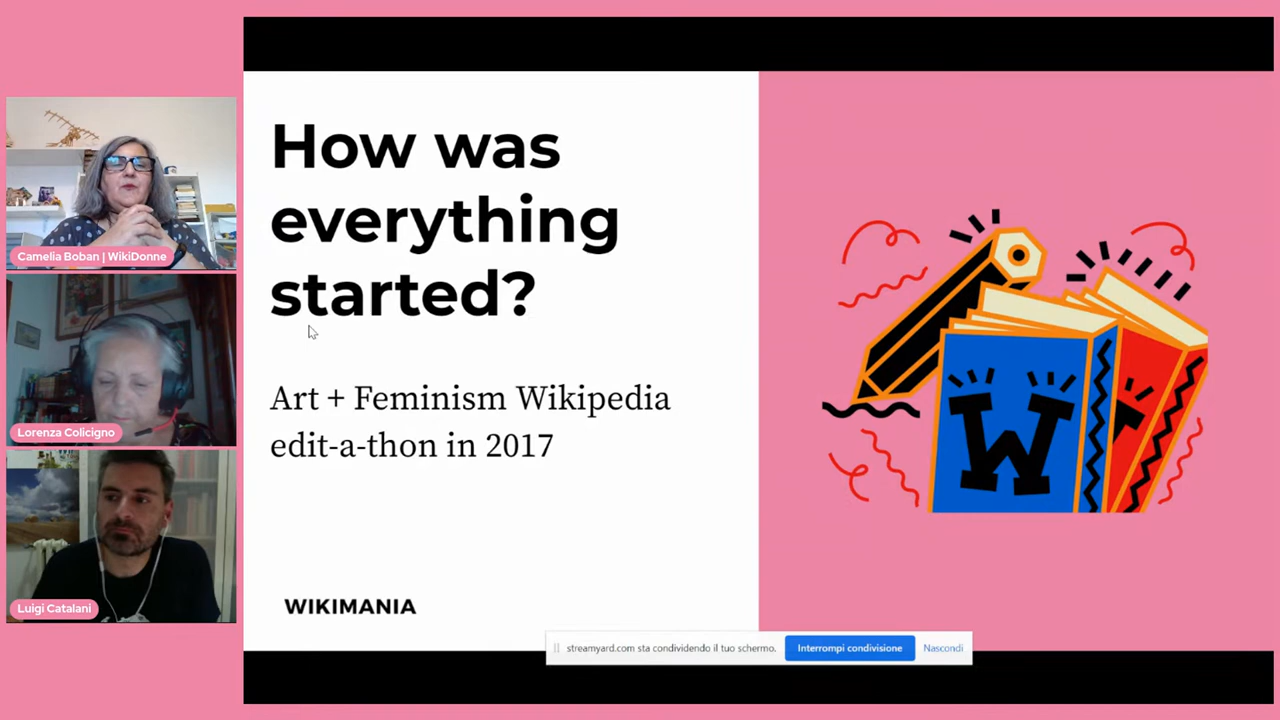 Camelia Boban | WikiDonne
Lorenza Colicigno
Luigi Catalani
How was
everything
started?
Art + Feminism Wikipedia
edit-a-thon in 2017
W
WIKIMANIA
streamyard.com sta condividendo il tuo schermo.
Interrompi condivisione
Nascondi